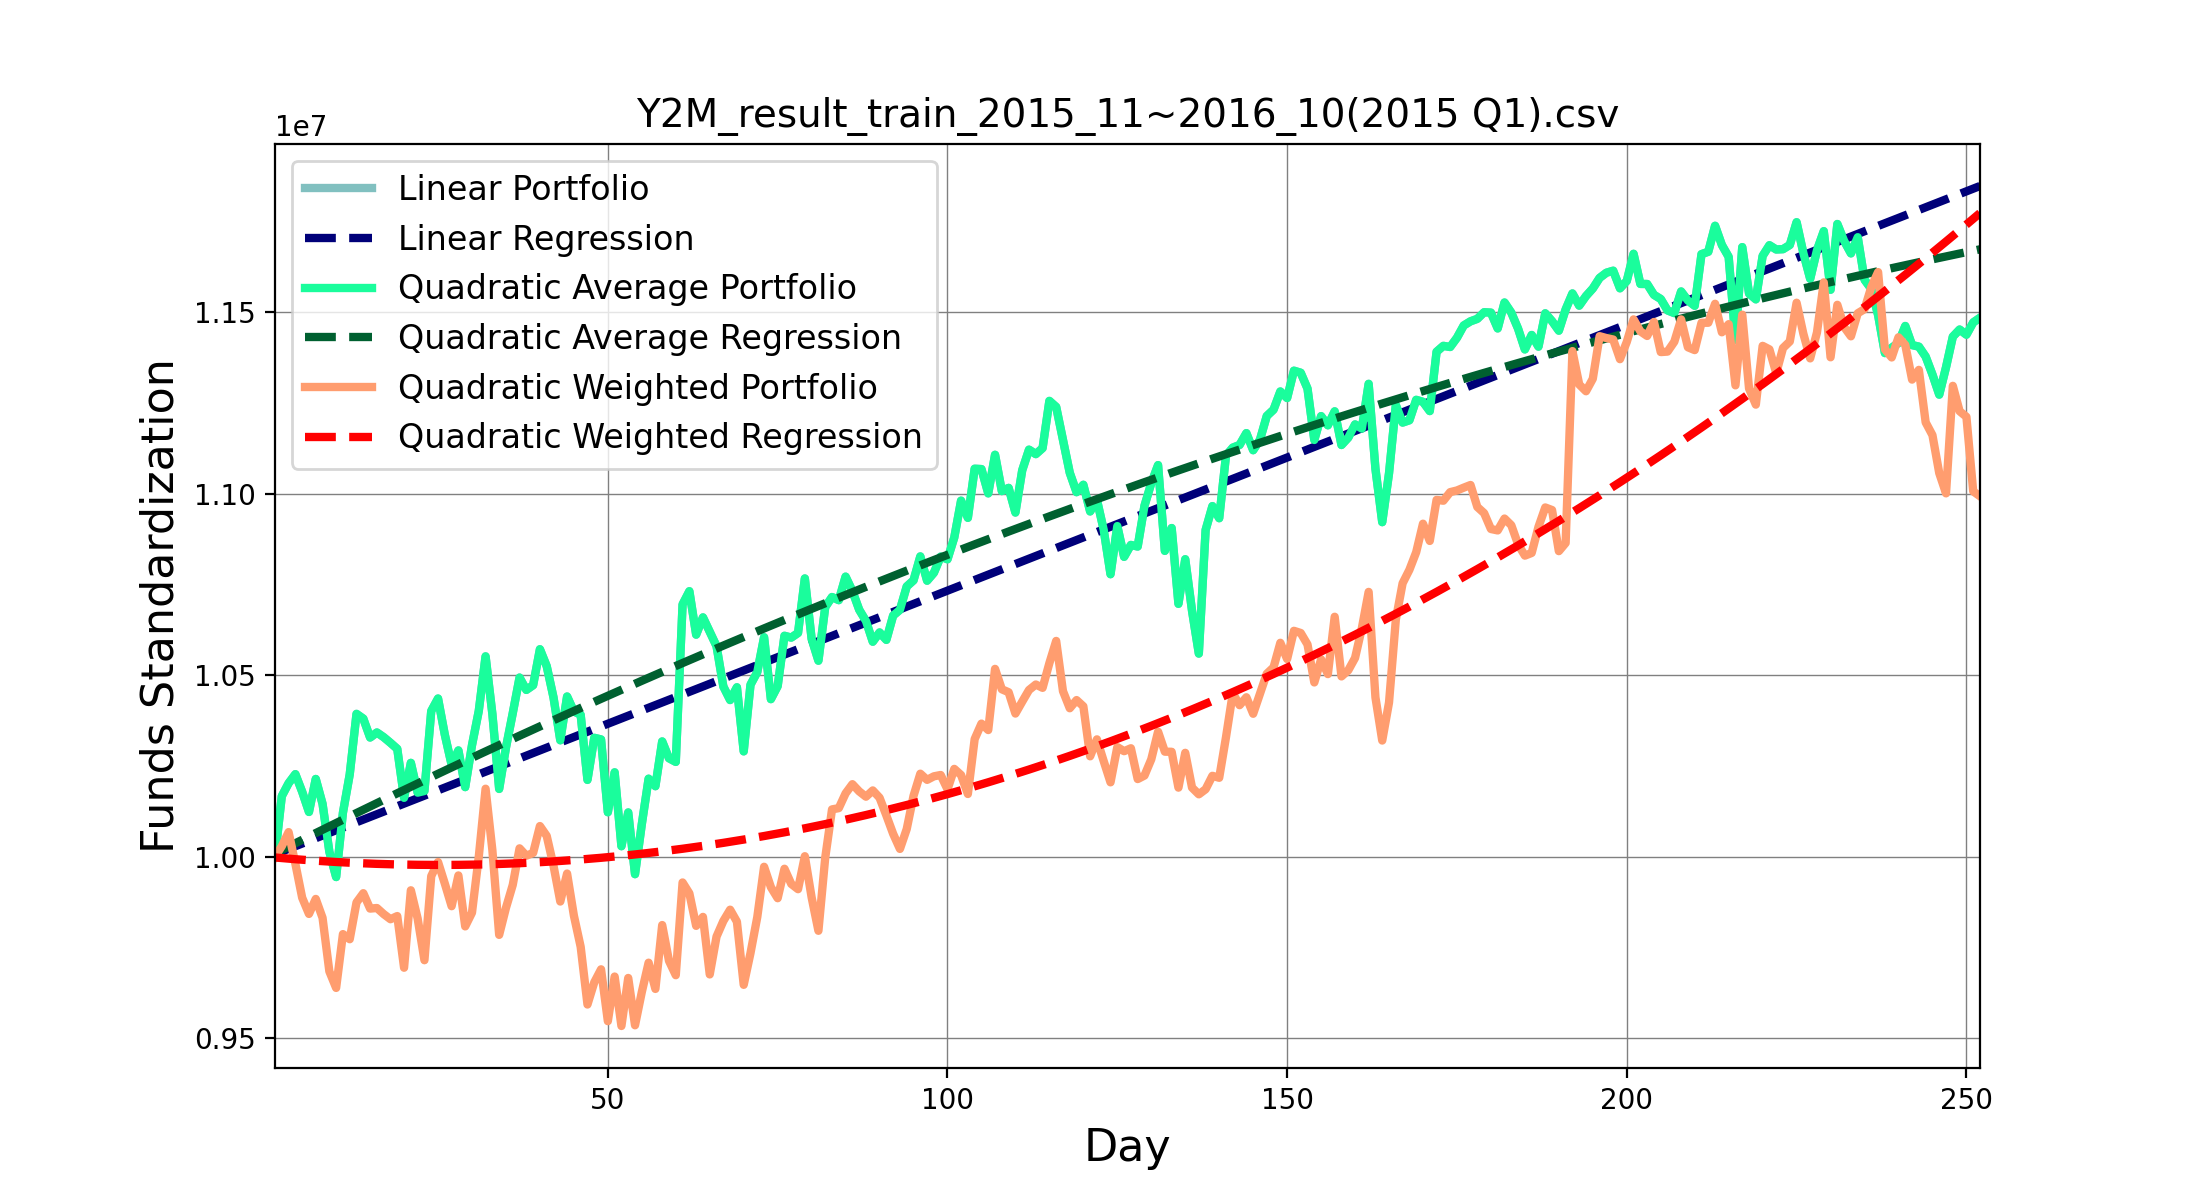 Y2M_result_train_2015_11~2016_10(2015 Q1).csv
1e7
Linear Portfolio
Linear Regression
Quadratic Average Portfolio
Quadratic Average Regression
Quadratic Weighted Portfolio
Quadratic Weighted Regression
Funds Standardization
1.15
1.10
1.05
1.00
0.95
50 100 150 200 250
Day